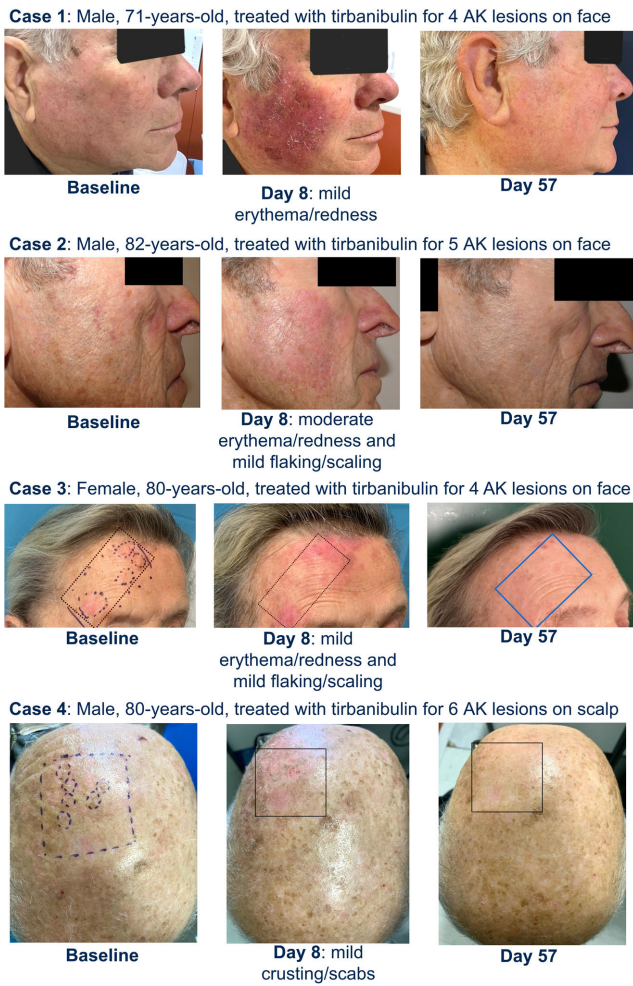 Case 1: Male, 71-years-old, treated with tirbanibulin for 4 AK lesions on face
Baseline
Day 8: mild
erythema/redness
Day 57
Case 2: Male, 82-years-old, treated with tirbanibulin for 5 AK lesions on face
Baseline
Day 8: moderate
erythema/redness and
mild flaking/scaling
Day 57
Case 3: Female, 80-years-old, treated with tirbanibulin for 4 AK lesions on face
Baseline
Day 8: mild
erythema/redness and
mild flaking/scaling
Day 57
Case 4: Male, 80-years-old, treated with tirbanibulin for 6 AK lesions on scalp
Baseline
Day 8: mild
crusting/scabs
Day 57